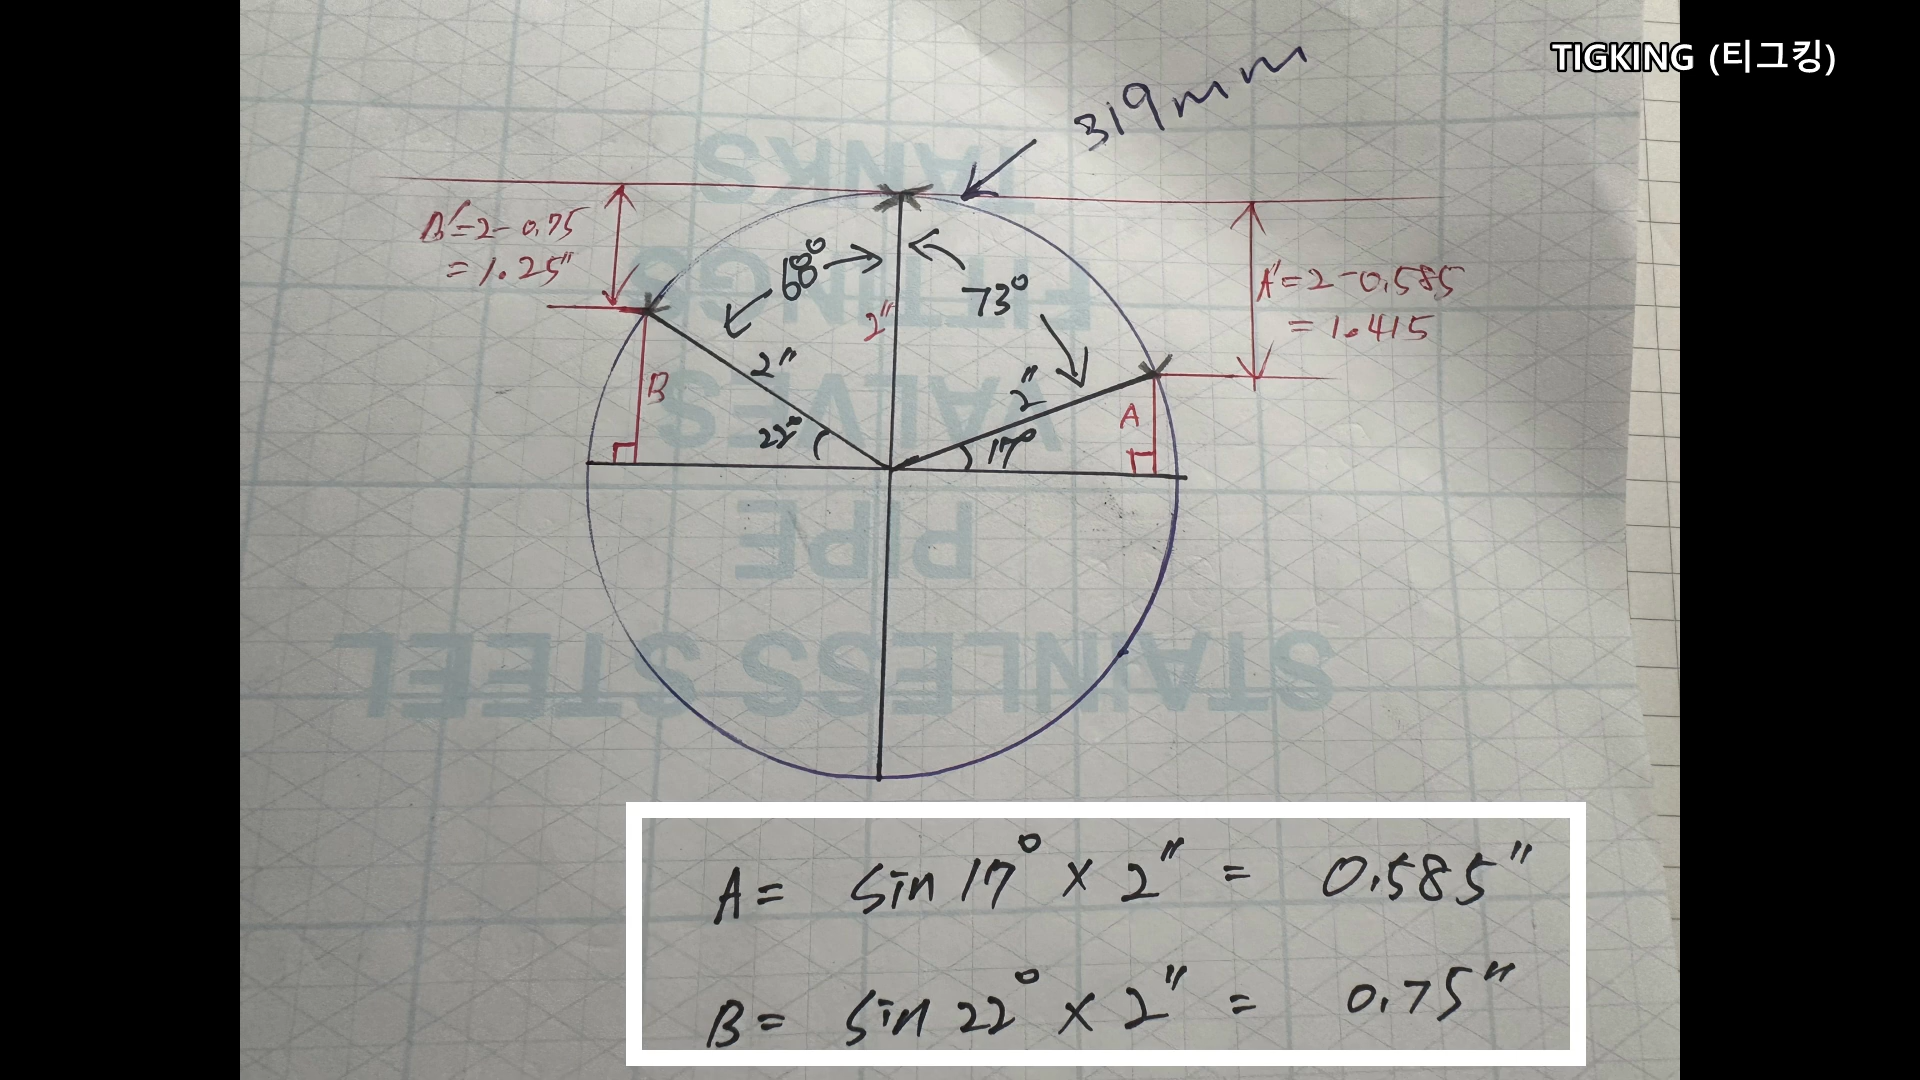 TIGKING (티그킹)
319mm
B'=2-0.75
=1.25"
68°
73°
2"
A'=2-0.585
=1.415
2"
2"
B
A
22°
17°
TANKS
FITTINGS
VALVES
PIPE
STAINLESS STEEL
A= sin 17° × 2" = 0.585"
B= sin 22° × 2" = 0.75"